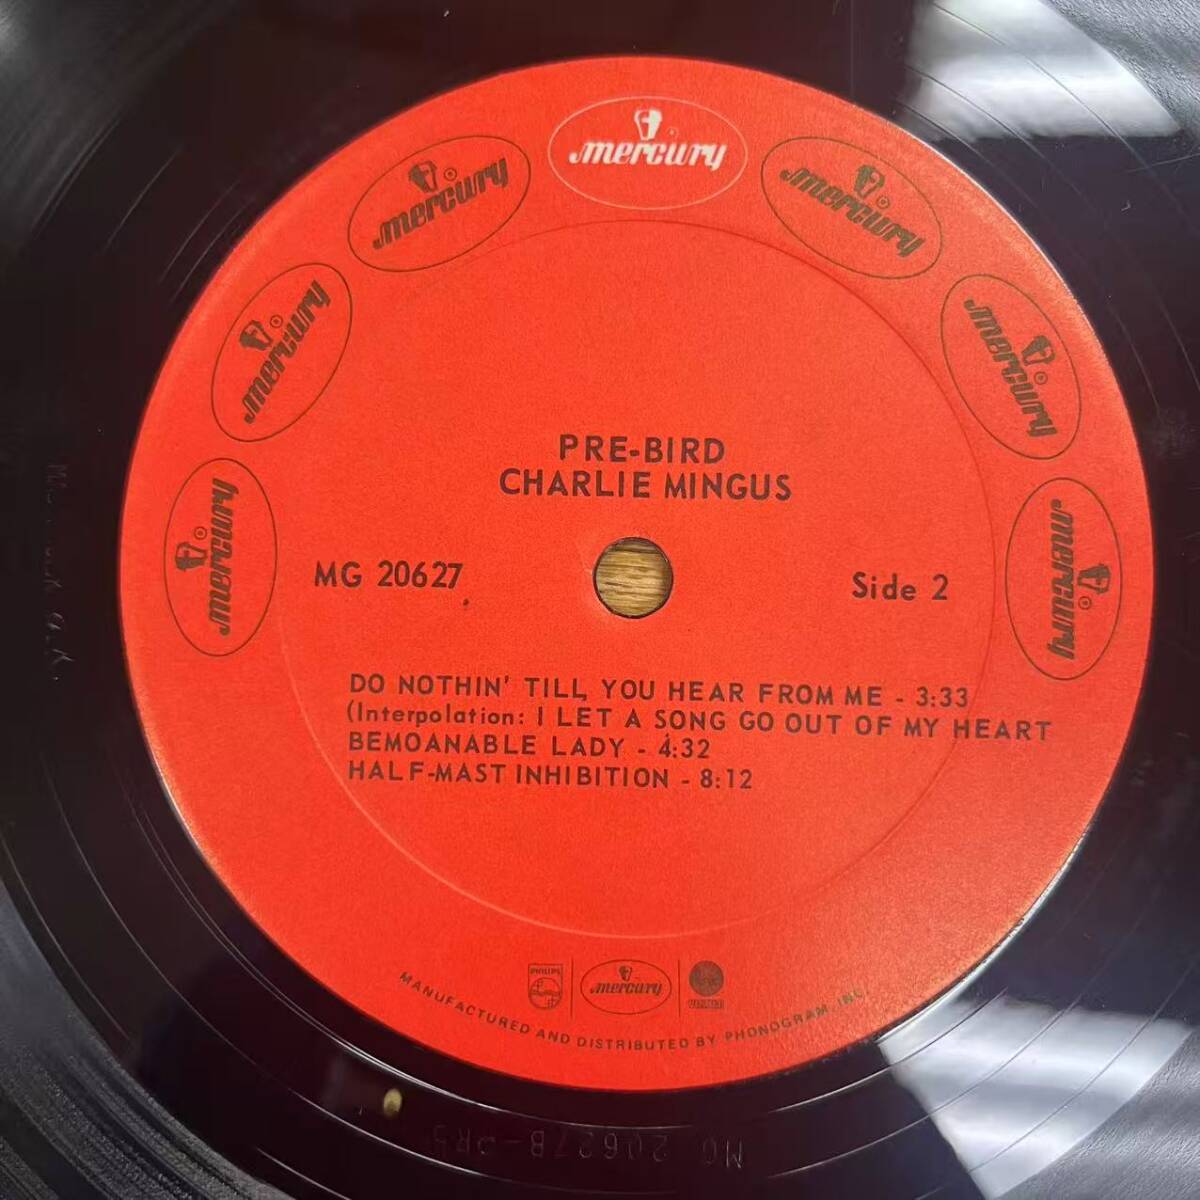 mercury
mercury
mercury
mercury
mercury
mercury
mercury
PRE-BIRD
CHARLIE MINGUS
MG 20627
Side 2
DO NOTHIN' TILL YOU HEAR FROM ME - 3:33
(Interpolation: I LET A SONG GO OUT OF MY HEART
BEMOANABLE LADY - 4:32
HALF-MAST INHIBITION - 8:12
PHILIPS
mercury
MANUFACTURED AND DISTRIBUTED BY PHONOGRAM, INC.
MG 20627B-